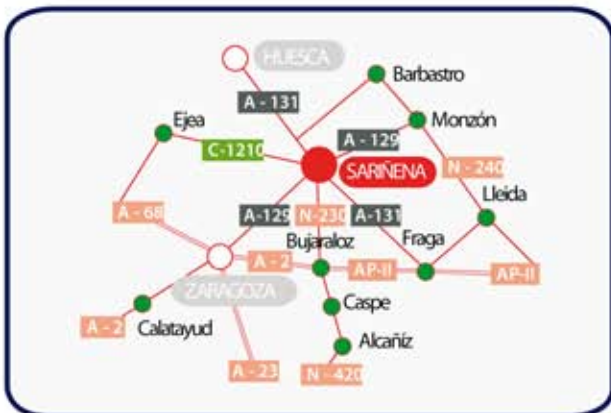 HUESCA
Barbastro
A - 131
Ejea
Monzón
A - 129
C-1210
SARIÑENA
N - 240
Lleida
A - 68
A-129
N-230
A-131
Bujaraloz
Fraga
A - 2
AP-II
AP-II
ZARAGOZA
Caspe
A - 2
Calatayud
Alcañíz
A - 23
N - 420